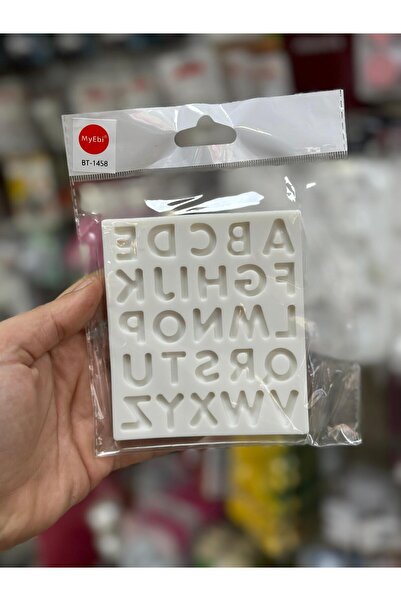 MyEbi
BT-1458
ABCDE
FGHIJK
LMNOP
QRSTU
VWXYZ